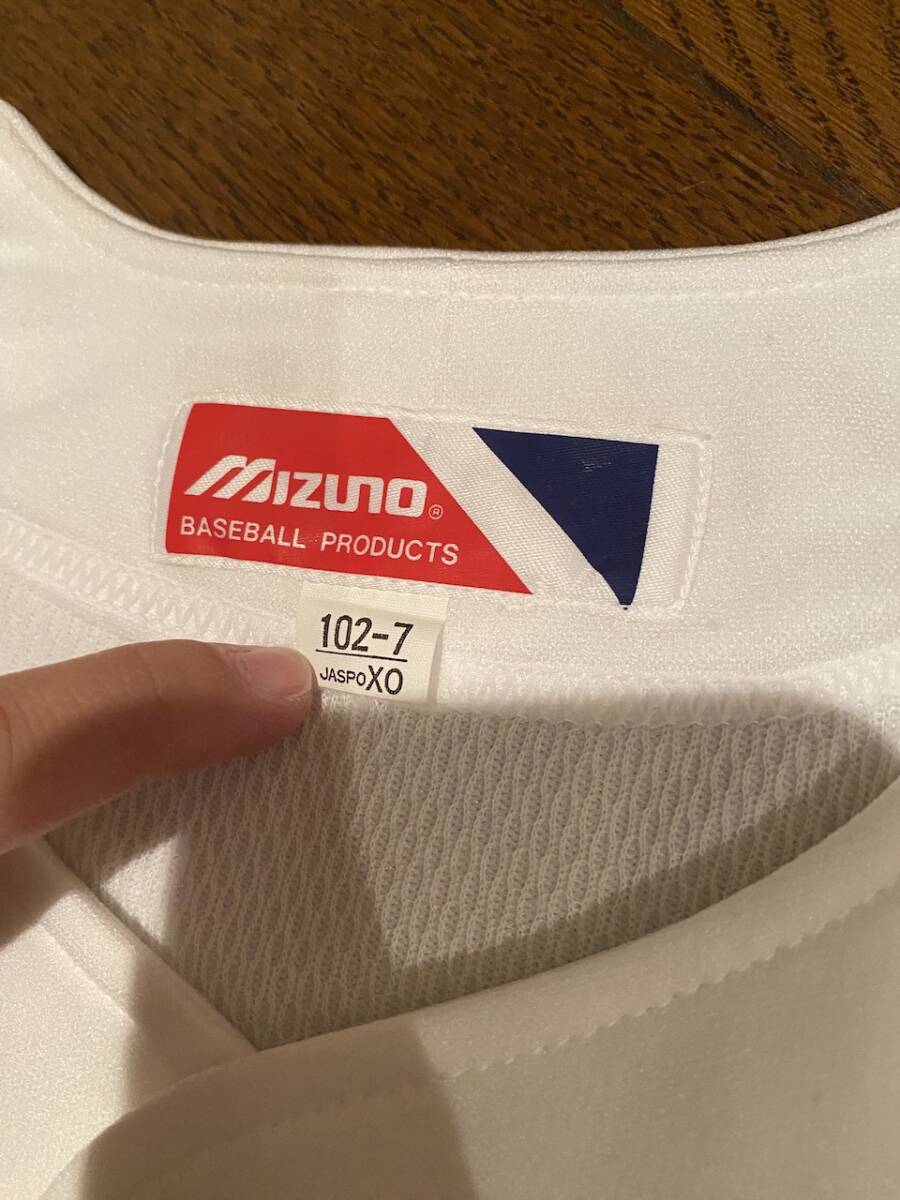 MIZUNO®
BASEBALL PRODUCTS
102-7
JASPO XO